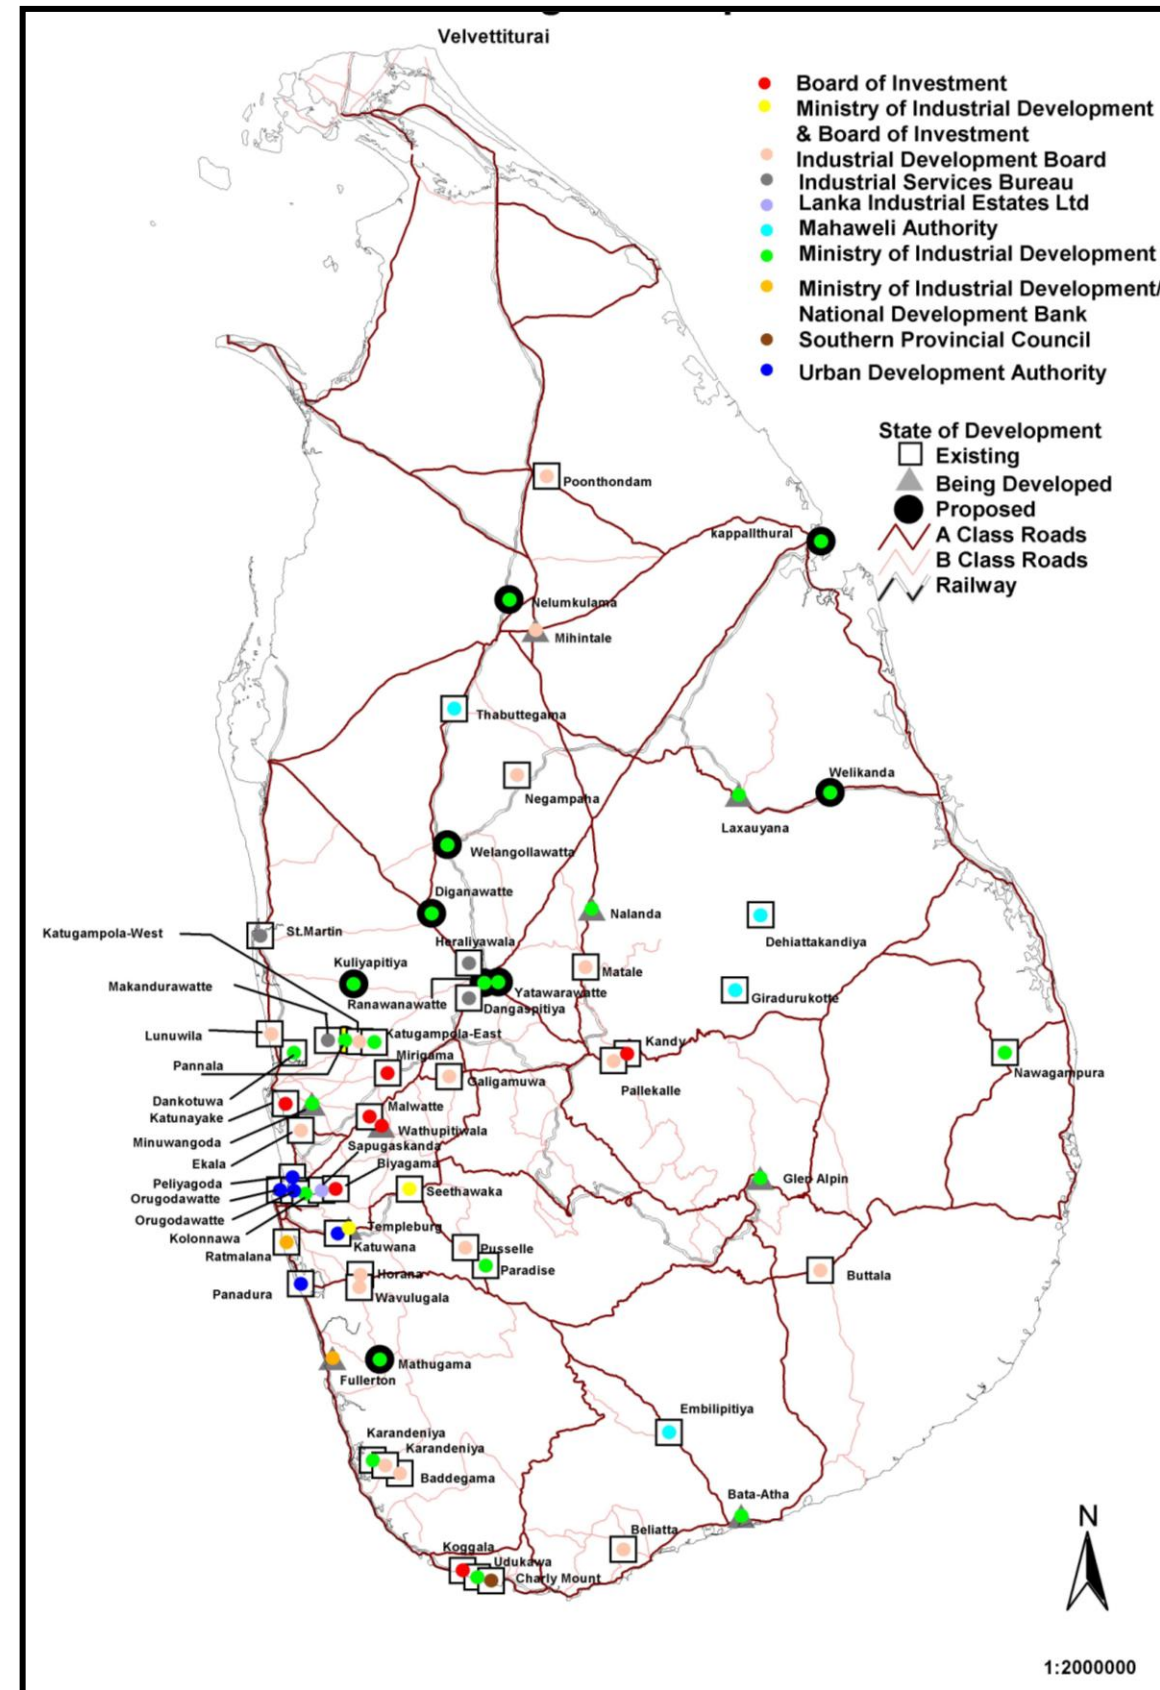 Velvettiturai
Board of Investment
Ministry of Industrial Development
& Board of Investment
Industrial Development Board
Industrial Services Bureau
Lanka Industrial Estates Ltd
Mahaweli Authority
Ministry of Industrial Development
Ministry of Industrial Development/
National Development Bank
Southern Provincial Council
Urban Development Authority
State of Development
Existing
Being Developed
Proposed
A Class Roads
B Class Roads
Railway
Poonthondam
kappallthurai
Nelumkulama
Mihintale
Thabuttegama
Negampaha
Welikanda
Laxauyana
Welangollawatta
Diganawatte
Nalanda
Katugampola-West
St.Martin
Heraliyawala
Dehiattakandiya
Kuliyapitiya
Matale
Makandurawatte
Ranawanawatte
Yatawarawatte
Giradurukotte
Dangaspitiya
Lunuwila
Katugampola-East
Kandy
Mirigama
Pannala
Nawagampura
Galigamuwa
Pallekalle
Dankotuwa
Malwatte
Katunayake
Wathupitiwala
Minuwangoda
Sapugaskanda
Ekala
Biyagama
Peliyagoda
Glen Alpin
Seethawaka
Orugodawatte
Orugodawatte
Templeburg
Kolonnawa
Katuwana
Pusselle
Ratmalana
Paradise
Horana
Buttala
Panadura
Wavulugala
Mathugama
Fullerton
Embilipitiya
Karandeniya
Karandeniya
Baddegama
Bata-Atha
N
Beliatta
Koggala
Udukawa
Charly Mount
1:2000000